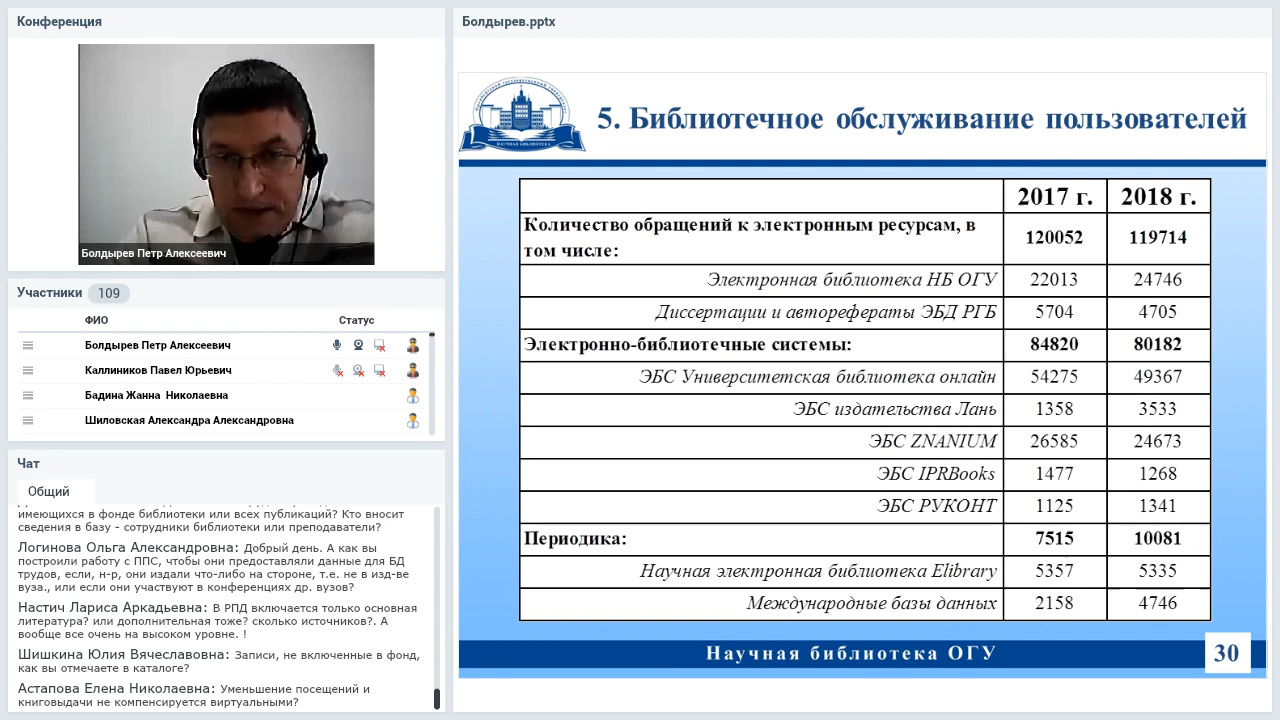 Конференция
Болдырев Петр Алексеевич
Участники 109
ФИО Статус
Болдырев Петр Алексеевич
Каллиников Павел Юрьевич
Бадина Жанна Николаевна
Шиловская Александра Александровна
Чат
Общий
имеющихся в фонде библиотеки или всех публикаций? Кто вносит
сведения в базу - сотрудники библиотеки или преподаватели?
Логинова Ольга Александровна: Добрый день. А как вы
построили работу с ППС, чтобы они предоставляли данные для БД
трудов, если, н-р, они издали что-либо на стороне, т.е. не в изд-ве
вуза., или если они участвуют в конференциях др. вузов?
Настич Лариса Аркадьевна: В РПД включается только основная
литература? или дополнительная тоже? сколько источников?. А
вообще все очень на высоком уровне. !
Шишкина Юлия Вячеславовна: Записи, не включенные в фонд,
как вы отмечаете в каталоге?
Астапова Елена Николаевна: Уменьшение посещений и
книговыдачи не компенсируется виртуальными?
Болдырев.pptx
НАУЧНАЯ БИБЛИОТЕКА
5. Библиотечное обслуживание пользователей
2017 г. 2018 г.
Количество обращений к электронным ресурсам, в
том числе: 120052 119714
Электронная библиотека НБ ОГУ 22013 24746
Диссертации и авторефераты ЭБД РГБ 5704 4705
Электронно-библиотечные системы: 84820 80182
ЭБС Университетская библиотека онлайн 54275 49367
ЭБС издательства Лань 1358 3533
ЭБС ZNANIUM 26585 24673
ЭБС IPRBooks 1477 1268
ЭБС РУКОНТ 1125 1341
Периодика: 7515 10081
Научная электронная библиотека Elibrary 5357 5335
Международные базы данных 2158 4746
Научная библиотека ОГУ 30